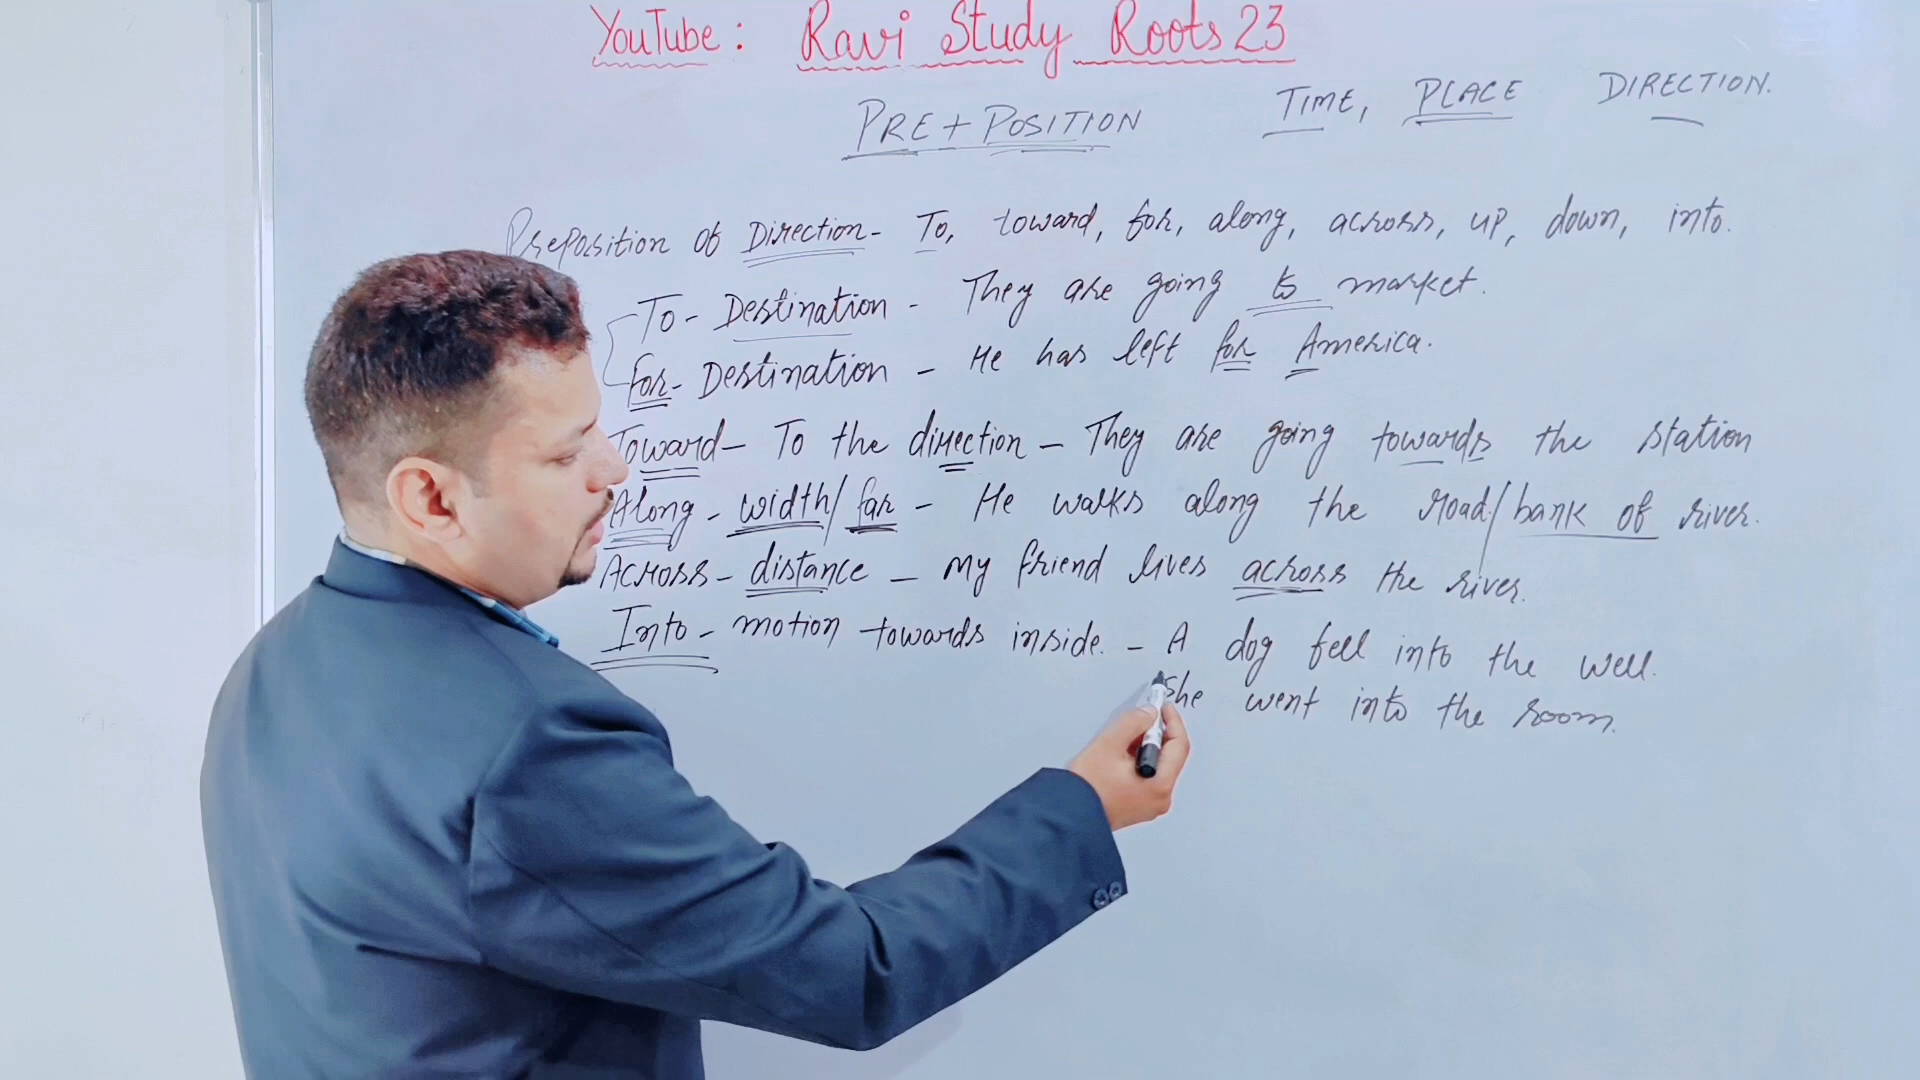 YouTube: Ravi Study Roots 23
PRE + POSITION TIME, PLACE DIRECTION.
Preposition of Direction - To, toward, for, along, across, up, down, into.
To - Destination - They are going to market.
for - Destination - He has left for America.
Toward - To the direction - They are going towards the station
Along - width/far - He walks along the road/bank of river.
Across - distance - my friend lives across the river.
Into - motion towards inside. - A dog fell into the well.
She went into the room.